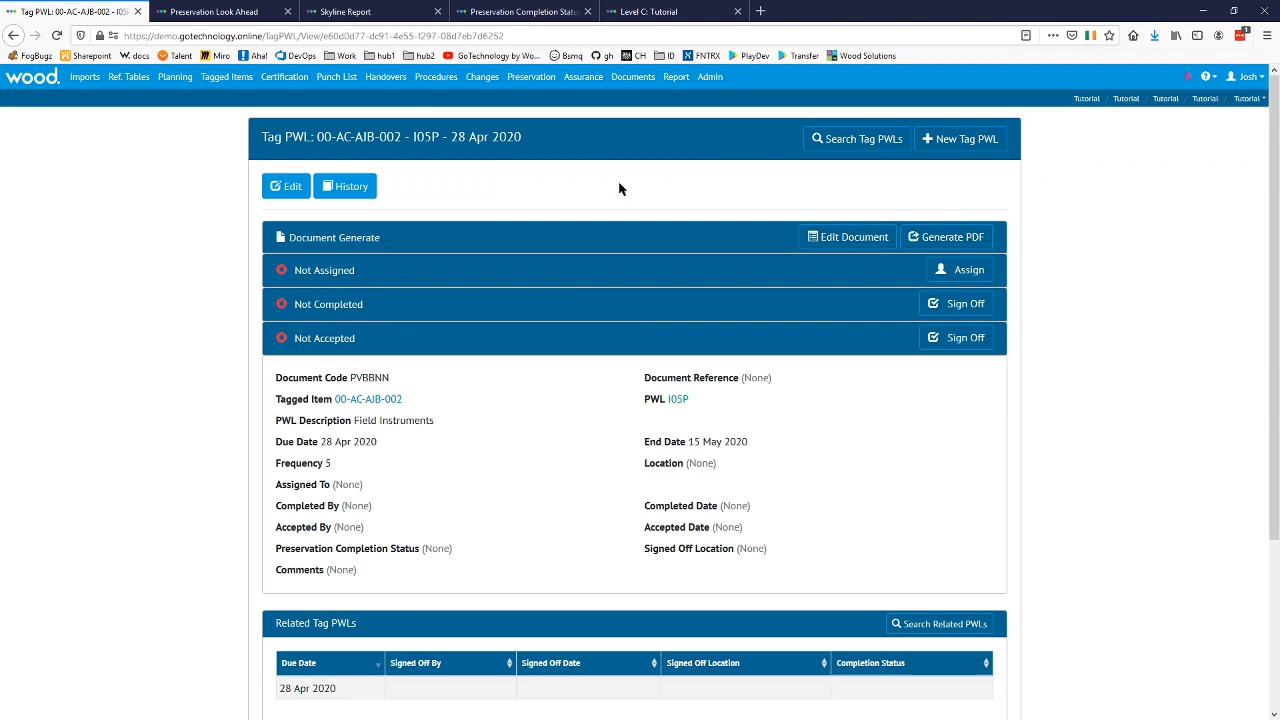 Tag PWL: 00-AC-AJB-002 - I05P
Preservation Look Ahead
Skyline Report
Preservation Completion Statu
Level C: Tutorial
https://demo.gotechnology.online/TagPWL/View/e60d0d77-dc91-4e55-f297-08d7eb7d6252
FogBugz Sharepoint w. docs Talent Miro Aha! DevOps Work hub1 hub2 GoTechnology by Wo... Bsmq gh CH ID FNTRX PlayDev Transfer Wood Solutions
wood. Imports Ref. Tables Planning Tagged Items Certification Punch List Handovers Procedures Changes Preservation Assurance Documents Report Admin Josh
Tutorial / Tutorial / Tutorial / Tutorial / Tutorial
Tag PWL: 00-AC-AJB-002 - I05P - 28 Apr 2020
Search Tag PWLs
New Tag PWL
Edit History
Document Generate Edit Document Generate PDF
Not Assigned Assign
Not Completed Sign Off
Not Accepted Sign Off
Document Code PVBBNN Document Reference (None)
Tagged Item 00-AC-AJB-002 PWL I05P
PWL Description Field Instruments
Due Date 28 Apr 2020 End Date 15 May 2020
Frequency 5 Location (None)
Assigned To (None)
Completed By (None) Completed Date (None)
Accepted By (None) Accepted Date (None)
Preservation Completion Status (None) Signed Off Location (None)
Comments (None)
Related Tag PWLs Search Related PWLs
Due Date Signed Off By Signed Off Date Signed Off Location Completion Status
28 Apr 2020